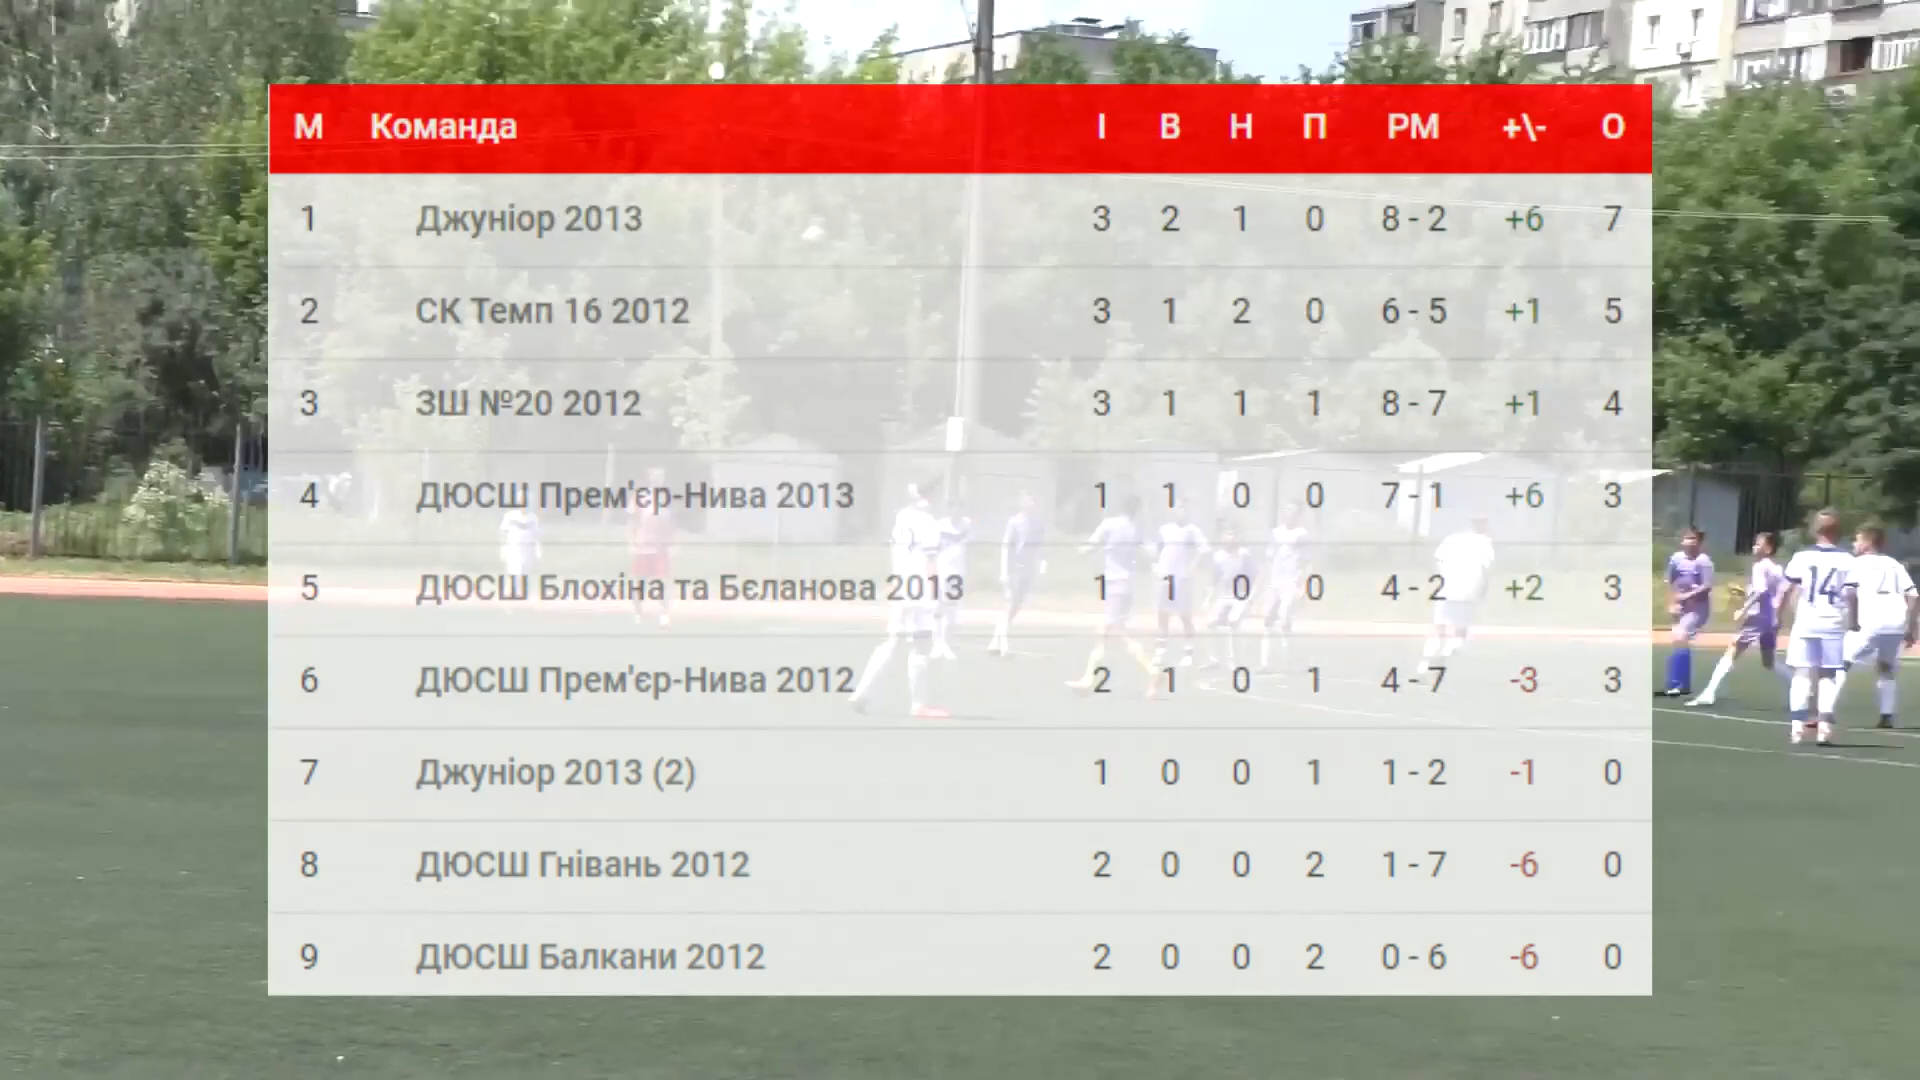 М Команда І В Н П РМ +\- О
1 Джуніор 2013 3 2 1 0 8 - 2 +6 7
2 СК Темп 16 2012 3 1 2 0 6 - 5 +1 5
3 ЗШ №20 2012 3 1 1 1 8 - 7 +1 4
4 ДЮСШ Прем'єр-Нива 2013 1 1 0 0 7 - 1 +6 3
5 ДЮСШ Блохіна та Бєланова 2013 1 1 0 0 4 - 2 +2 3
6 ДЮСШ Прем'єр-Нива 2012 2 1 0 1 4 - 7 -3 3
7 Джуніор 2013 (2) 1 0 0 1 1 - 2 -1 0
8 ДЮСШ Гнівань 2012 2 0 0 2 1 - 7 -6 0
9 ДЮСШ Балкани 2012 2 0 0 2 0 - 6 -6 0
14